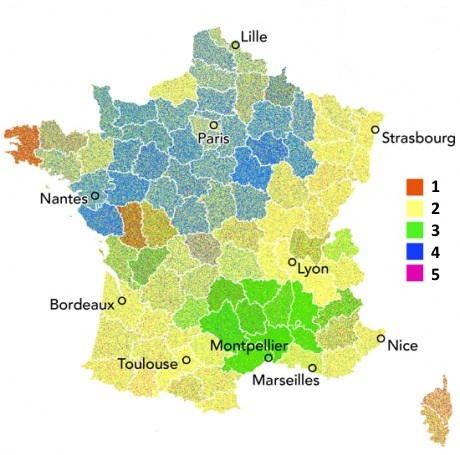 Lille
Paris
Strasbourg
1
2
3
4
5
Nantes
Lyon
Bordeaux
Montpellier
Nice
Toulouse
Marseilles